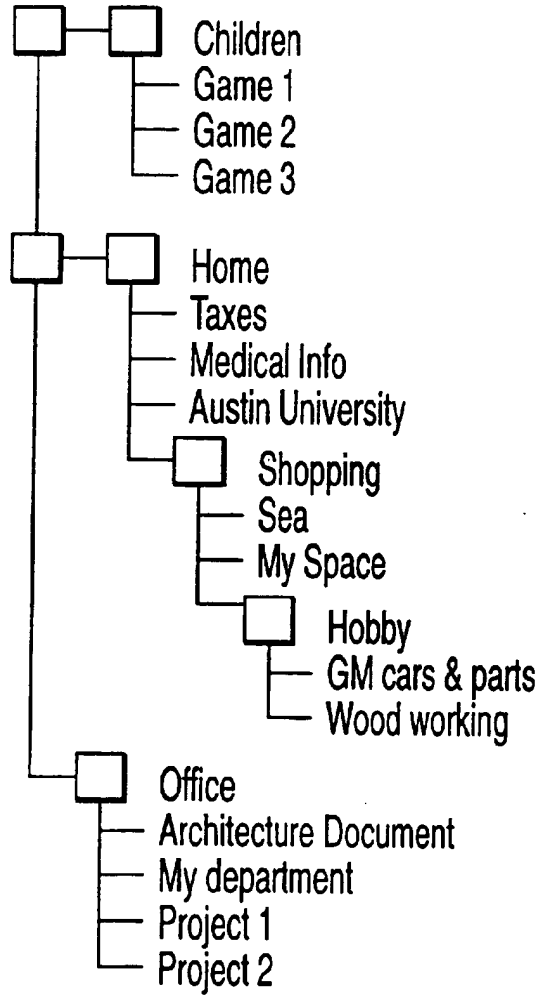 Children
Game 1
Game 2
Game 3
Home
Taxes
Medical Info
Austin University
Shopping
Sea
My Space
Hobby
GM cars & parts
Wood working
Office
Architecture Document
My department
Project 1
Project 2